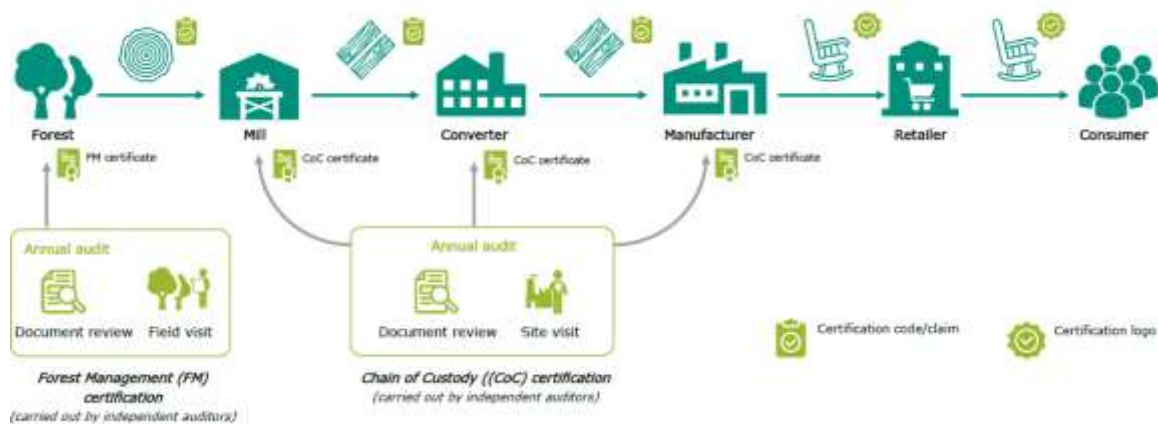 Forest
Mill
Converter
Manufacturer
Retailer
Consumer
FM certificate
CoC certificate
CoC certificate
CoC certificate
Annual audit
Document review
Field visit
Forest Management (FM)
certification
(carried out by independent auditors)
Annual audit
Document review
Site visit
Chain of Custody ((CoC) certification
(carried out by independent auditors)
Certification code/claim
Certification logo